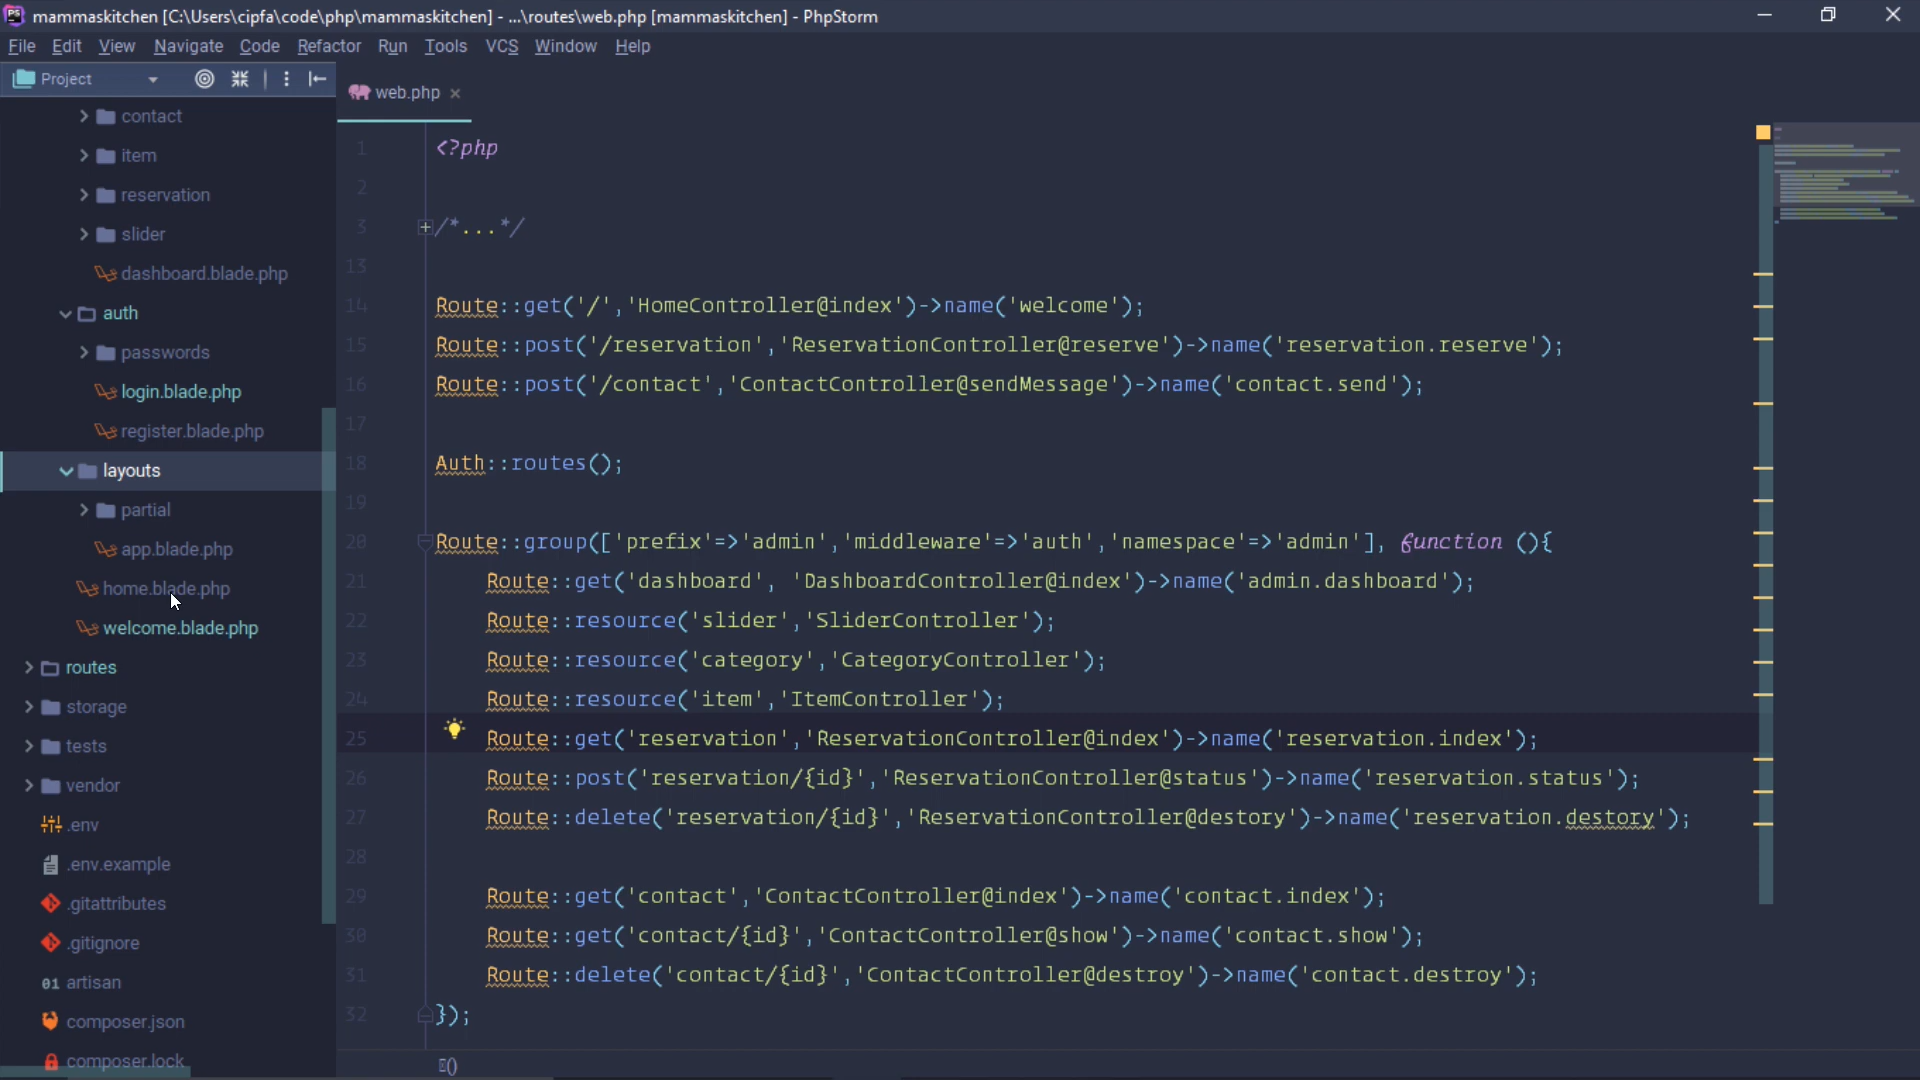 PS mammaskitchen [C:\Users\cipfa\code\php\mammaskitchen] - ...\routes\web.php [mammaskitchen] - PhpStorm
File Edit View Navigate Code Refactor Run Tools VCS Window Help
Project
web.php
contact
item
reservation
slider
dashboard.blade.php
auth
passwords
login.blade.php
register.blade.php
layouts
partial
app.blade.php
home.blade.php
welcome.blade.php
routes
storage
tests
vendor
.env
.env.example
.gitattributes
.gitignore
01 artisan
composer.json
composer.lock
1 <?php
2
3 /*...*/
13
14 Route::get('/','HomeController@index')->name('welcome');
15 Route::post('/reservation','ReservationController@reserve')->name('reservation.reserve');
16 Route::post('/contact','ContactController@sendMessage')->name('contact.send');
17
18 Auth::routes();
19
20 Route::group(['prefix'=>'admin','middleware'=>'auth','namespace'=>'admin'], function (){
21 Route::get('dashboard', 'DashboardController@index')->name('admin.dashboard');
22 Route::resource('slider','SliderController');
23 Route::resource('category','CategoryController');
24 Route::resource('item','ItemController');
25 Route::get('reservation','ReservationController@index')->name('reservation.index');
26 Route::post('reservation/{id}','ReservationController@status')->name('reservation.status');
27 Route::delete('reservation/{id}','ReservationController@destory')->name('reservation.destory');
28
29 Route::get('contact','ContactController@index')->name('contact.index');
30 Route::get('contact/{id}','ContactController@show')->name('contact.show');
31 Route::delete('contact/{id}','ContactController@destroy')->name('contact.destroy');
32 });
()